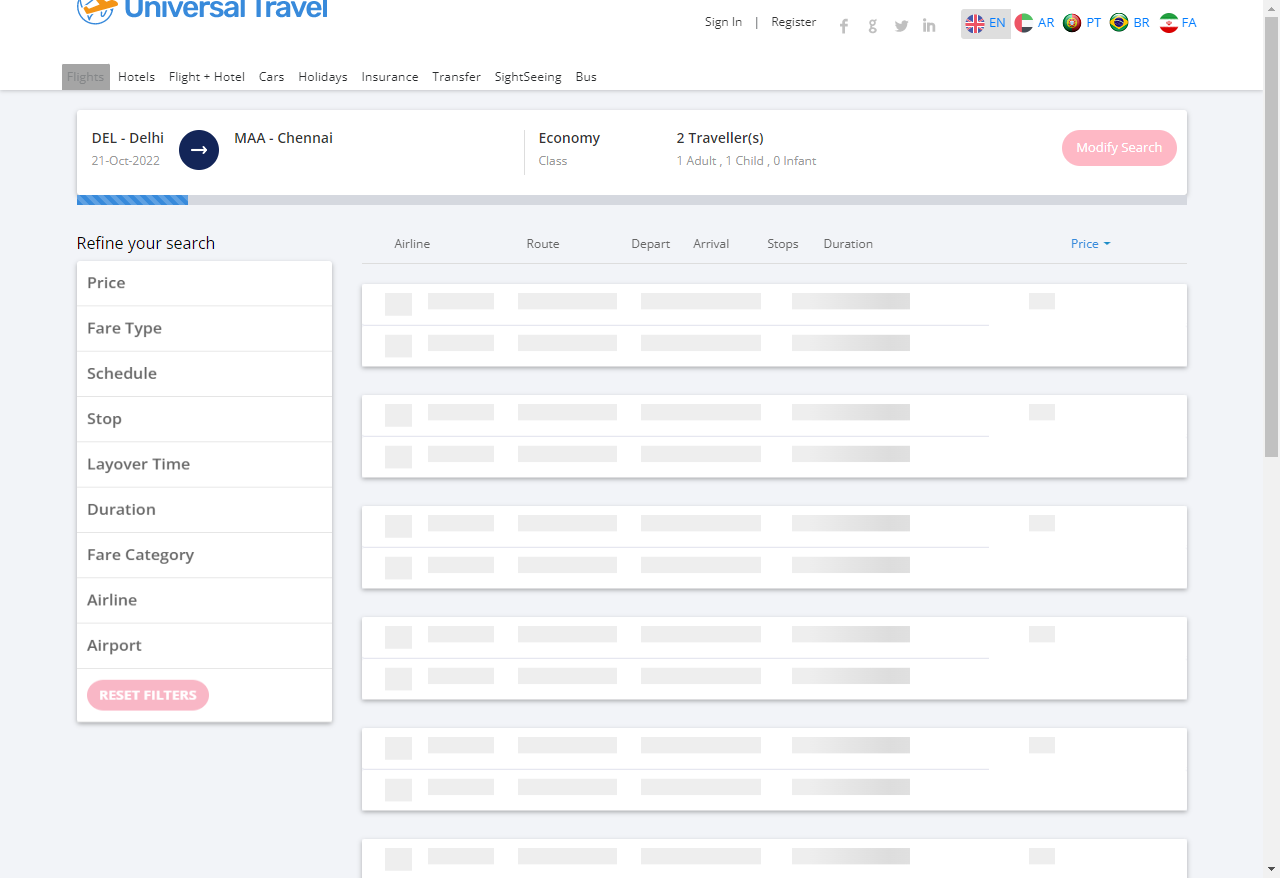 Universal Travel
Sign In | Register
EN AR PT BR FA
Flights Hotels Flight + Hotel Cars Holidays Insurance Transfer SightSeeing Bus
DEL - Delhi → MAA - Chennai Economy 2 Traveller(s) Modify Search
21-Oct-2022 Class 1 Adult , 1 Child , 0 Infant
Refine your search
Airline Route Depart Arrival Stops Duration Price
Price
Fare Type
Schedule
Stop
Layover Time
Duration
Fare Category
Airline
Airport
RESET FILTERS